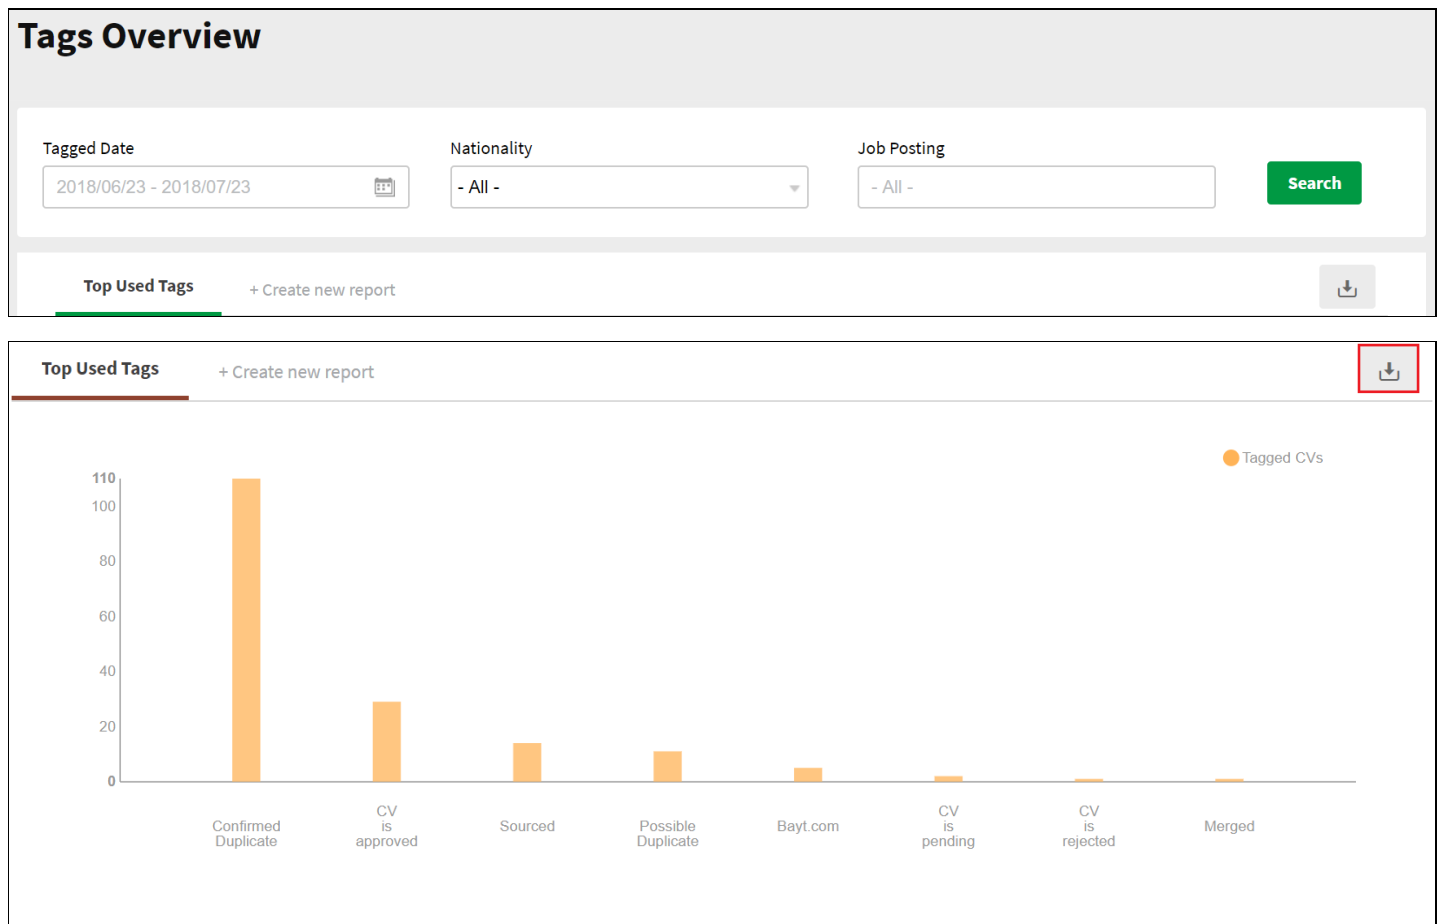 Tags Overview
Tagged Date
Nationality
Job Posting
2018/06/23 - 2018/07/23
- All -
- All -
Search
Top Used Tags
+ Create new report
Top Used Tags
+ Create new report
Tagged CVs
110
100
80
60
40
20
0
Confirmed
Duplicate
CV
is
approved
Sourced
Possible
Duplicate
Bayt.com
CV
is
pending
CV
is
rejected
Merged